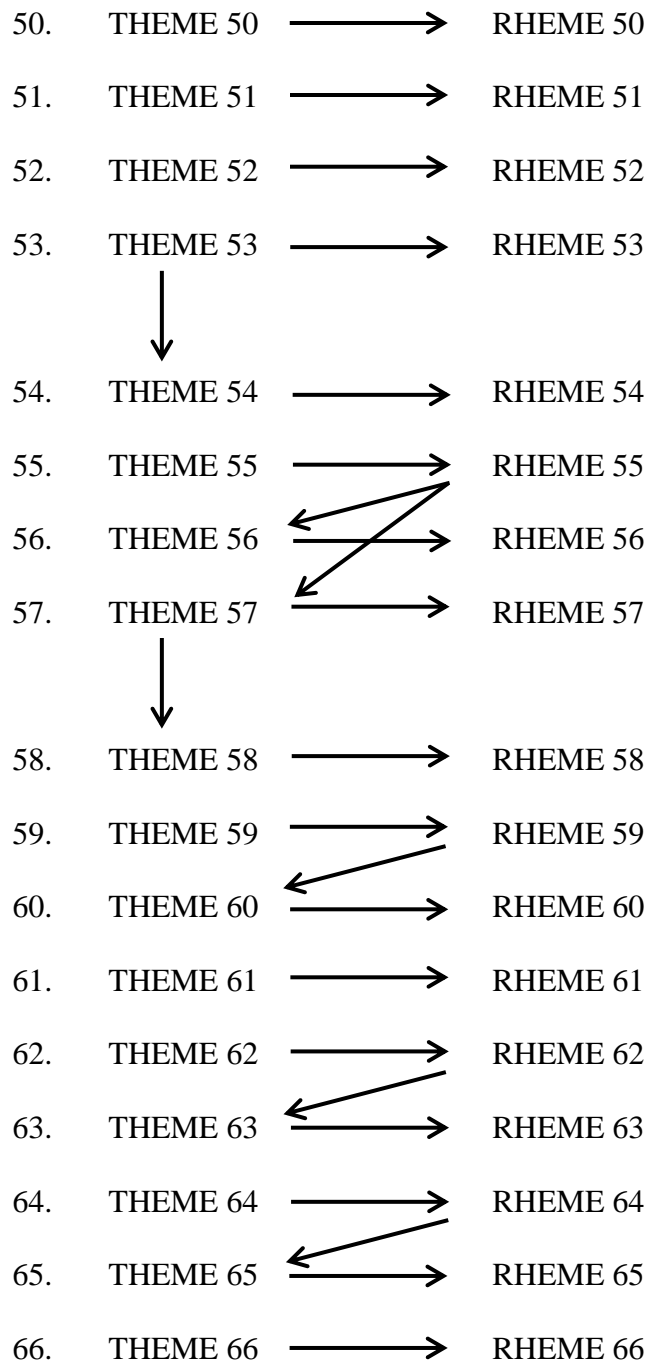 50. THEME 50 RHEME 50
51. THEME 51 RHEME 51
52. THEME 52 RHEME 52
53. THEME 53 RHEME 53
54. THEME 54 RHEME 54
55. THEME 55 RHEME 55
56. THEME 56 RHEME 56
57. THEME 57 RHEME 57
58. THEME 58 RHEME 58
59. THEME 59 RHEME 59
60. THEME 60 RHEME 60
61. THEME 61 RHEME 61
62. THEME 62 RHEME 62
63. THEME 63 RHEME 63
64. THEME 64 RHEME 64
65. THEME 65 RHEME 65
66. THEME 66 RHEME 66